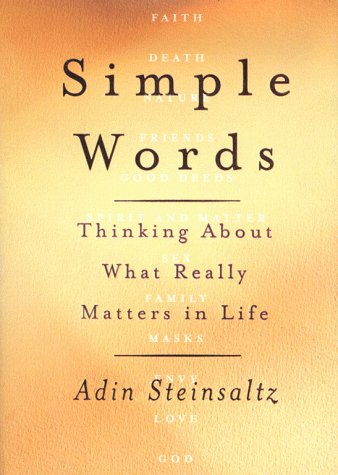 FAITH
DEATH
Simple
NATURE
FRIENDS
Words
GOOD DEEDS
SPIRIT AND MATTER
Thinking About
SEX
What Really
FAMILY
Matters in Life
MASKS
ENVY
Adin Steinsaltz
LOVE
GOD